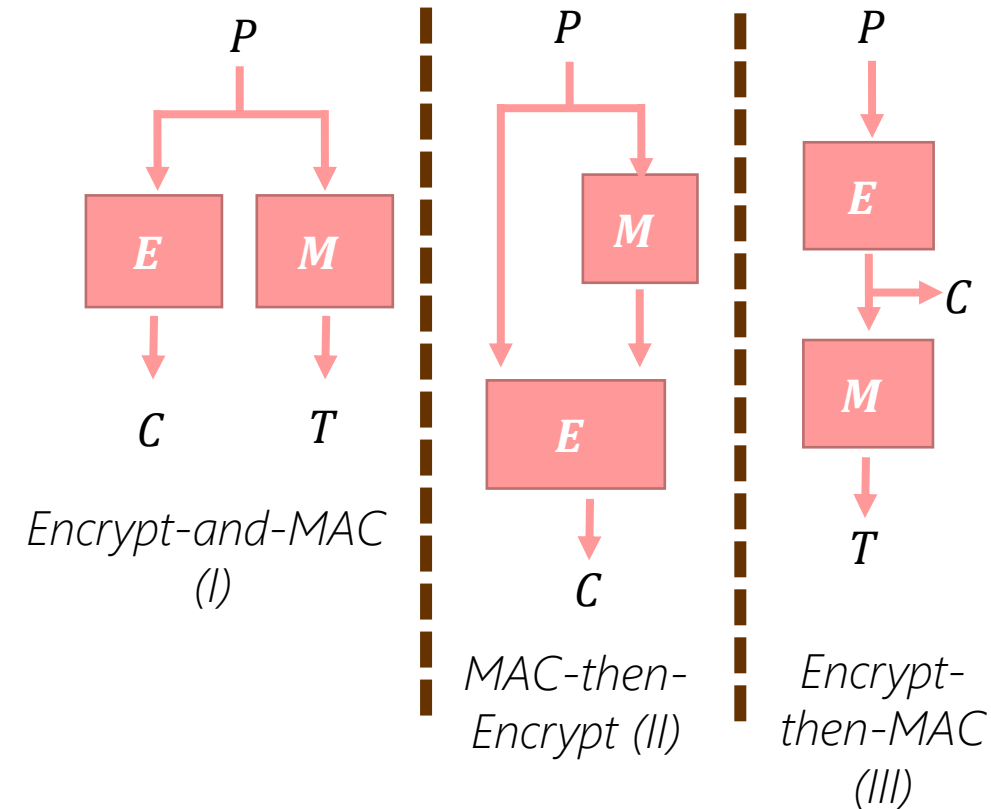 P
E
M
C
T
Encrypt-and-MAC
(I)
P
M
E
C
MAC-then-
Encrypt (II)
P
E
C
M
T
Encrypt-
then-MAC
(III)